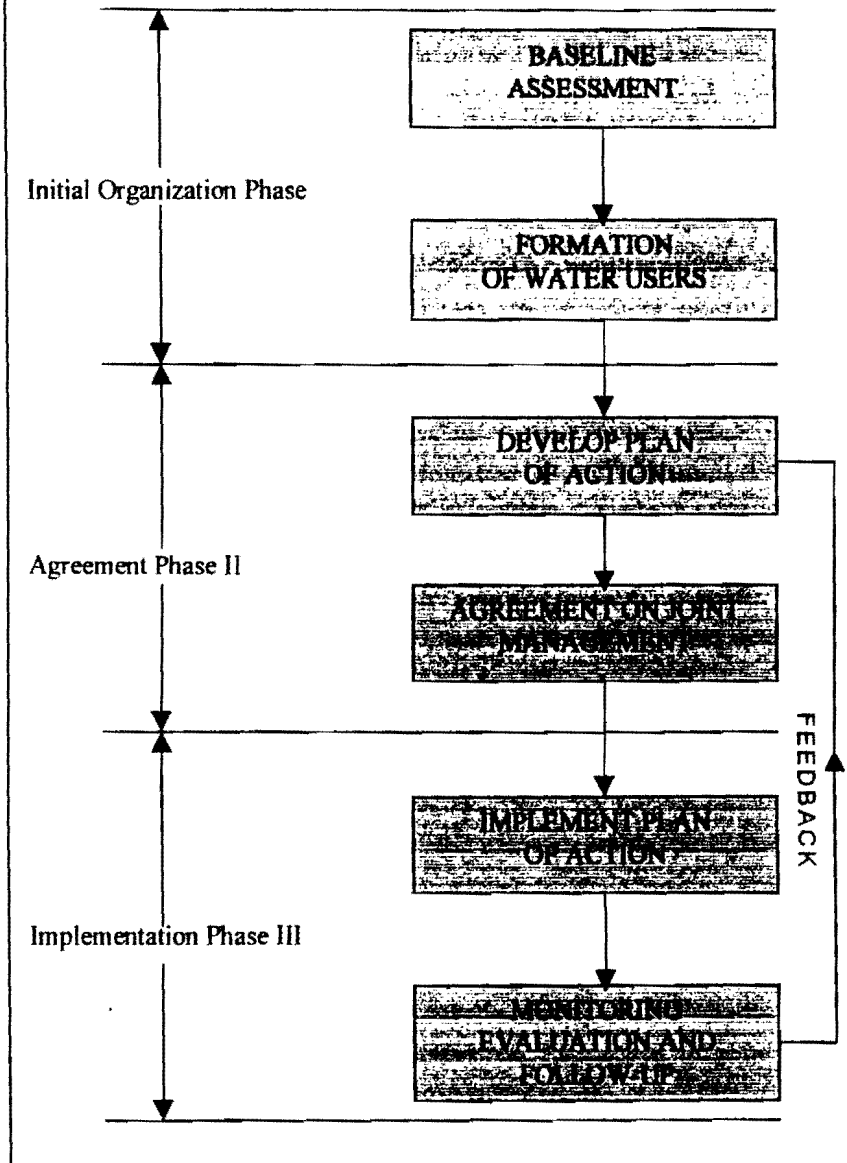 BASELINE
ASSESSMENT
Initial Organization Phase
FORMATION
OF WATER USERS
DEVELOP PLAN
OF ACTION
Agreement Phase II
AGREEMENT ON JOINT
MANAGEMENT
FEEDBACK
IMPLEMENT PLAN
OF ACTION
Implementation Phase III
MONITORING
EVALUATION AND
FOLLOW-UP